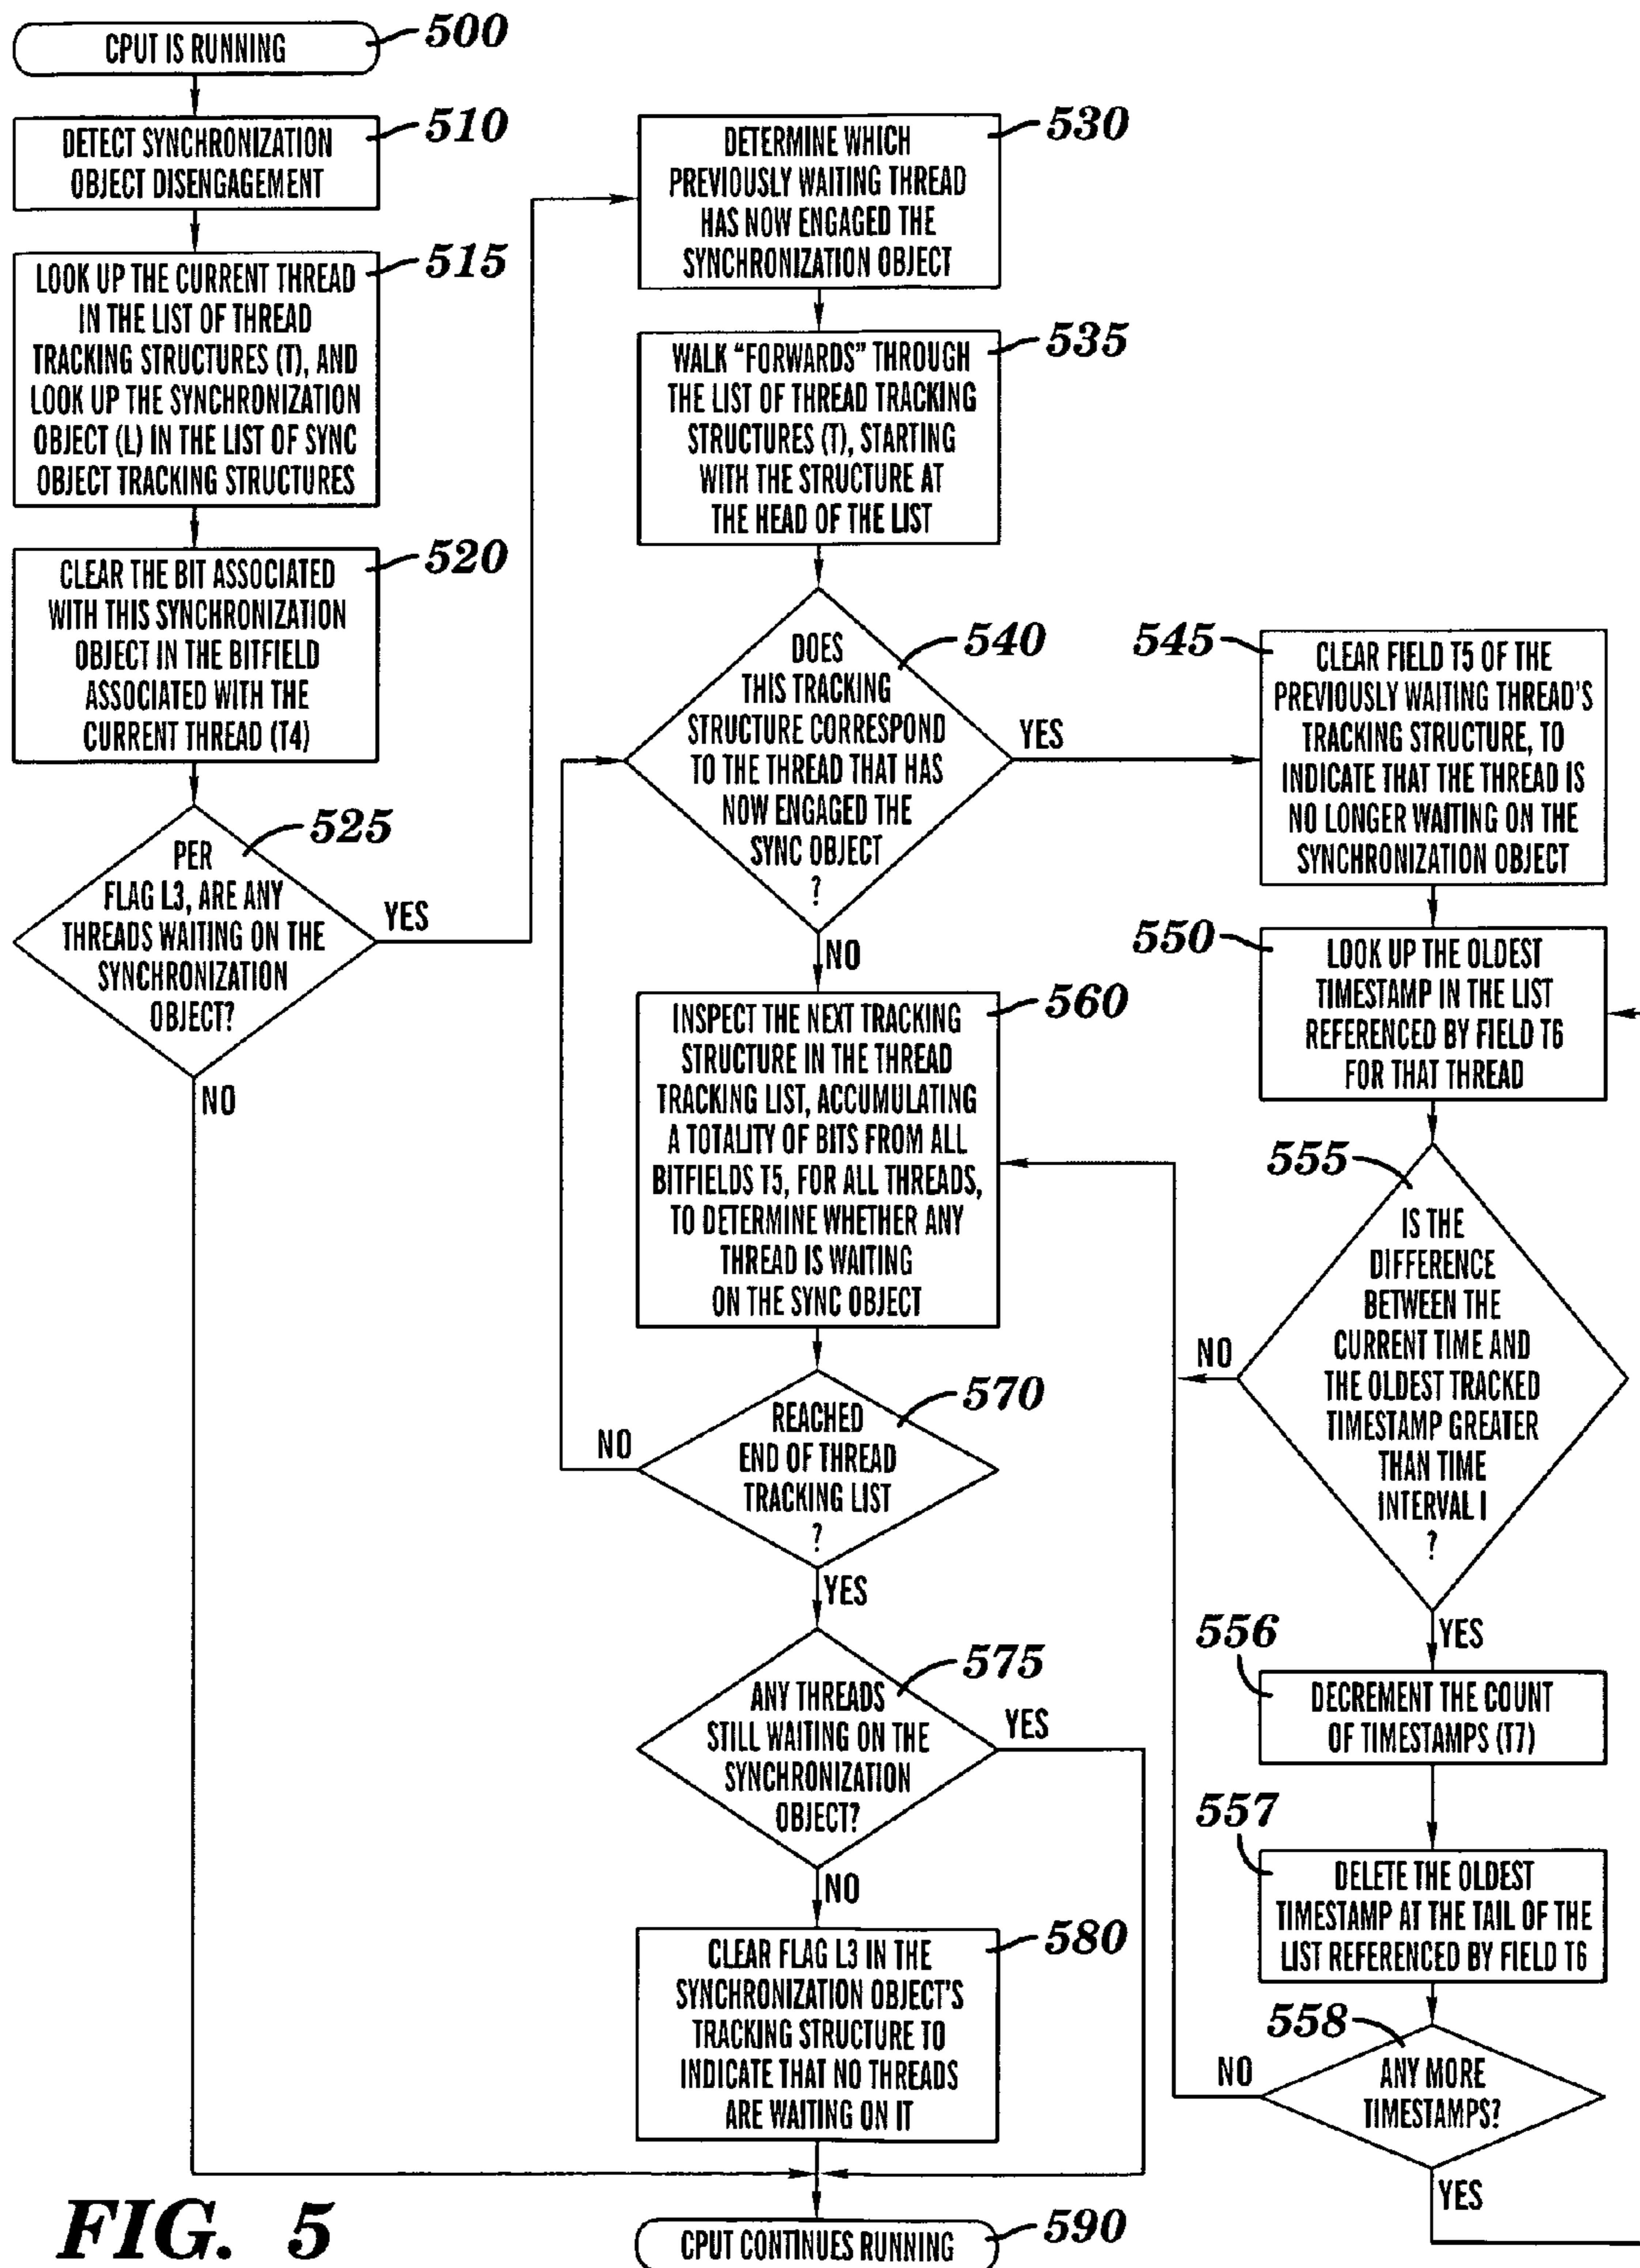 CPUT IS RUNNING
500
DETECT SYNCHRONIZATION
OBJECT DISENGAGEMENT
510
LOOK UP THE CURRENT THREAD
IN THE LIST OF THREAD
TRACKING STRUCTURES (T), AND
LOOK UP THE SYNCHRONIZATION
OBJECT (L) IN THE LIST OF SYNC
OBJECT TRACKING STRUCTURES
515
CLEAR THE BIT ASSOCIATED
WITH THIS SYNCHRONIZATION
OBJECT IN THE BITFIELD
ASSOCIATED WITH THE
CURRENT THREAD (T4)
520
PER
FLAG L3, ARE ANY
THREADS WAITING ON THE
SYNCHRONIZATION
OBJECT?
525
YES
NO
DETERMINE WHICH
PREVIOUSLY WAITING THREAD
HAS NOW ENGAGED THE
SYNCHRONIZATION OBJECT
530
WALK "FORWARDS" THROUGH
THE LIST OF THREAD TRACKING
STRUCTURES (T), STARTING
WITH THE STRUCTURE AT
THE HEAD OF THE LIST
535
DOES
THIS TRACKING
STRUCTURE CORRESPOND
TO THE THREAD THAT HAS
NOW ENGAGED THE
SYNC OBJECT
?
540
YES
NO
INSPECT THE NEXT TRACKING
STRUCTURE IN THE THREAD
TRACKING LIST, ACCUMULATING
A TOTALITY OF BITS FROM ALL
BITFIELDS T5, FOR ALL THREADS,
TO DETERMINE WHETHER ANY
THREAD IS WAITING
ON THE SYNC OBJECT
560
REACHED
END OF THREAD
TRACKING LIST
?
570
NO
YES
ANY THREADS
STILL WAITING ON THE
SYNCHRONIZATION
OBJECT?
575
YES
NO
CLEAR FLAG L3 IN THE
SYNCHRONIZATION OBJECT'S
TRACKING STRUCTURE TO
INDICATE THAT NO THREADS
ARE WAITING ON IT
580
CPUT CONTINUES RUNNING
590
545
CLEAR FIELD T5 OF THE
PREVIOUSLY WAITING THREAD'S
TRACKING STRUCTURE, TO
INDICATE THAT THE THREAD IS
NO LONGER WAITING ON THE
SYNCHRONIZATION OBJECT
550
LOOK UP THE OLDEST
TIMESTAMP IN THE LIST
REFERENCED BY FIELD T6
FOR THAT THREAD
555
IS THE
DIFFERENCE
BETWEEN THE
CURRENT TIME AND
THE OLDEST TRACKED
TIMESTAMP GREATER
THAN TIME
INTERVAL I
?
NO
YES
556
DECREMENT THE COUNT
OF TIMESTAMPS (T7)
557
DELETE THE OLDEST
TIMESTAMP AT THE TAIL OF THE
LIST REFERENCED BY FIELD T6
558
ANY MORE
TIMESTAMPS?
NO
YES
FIG. 5